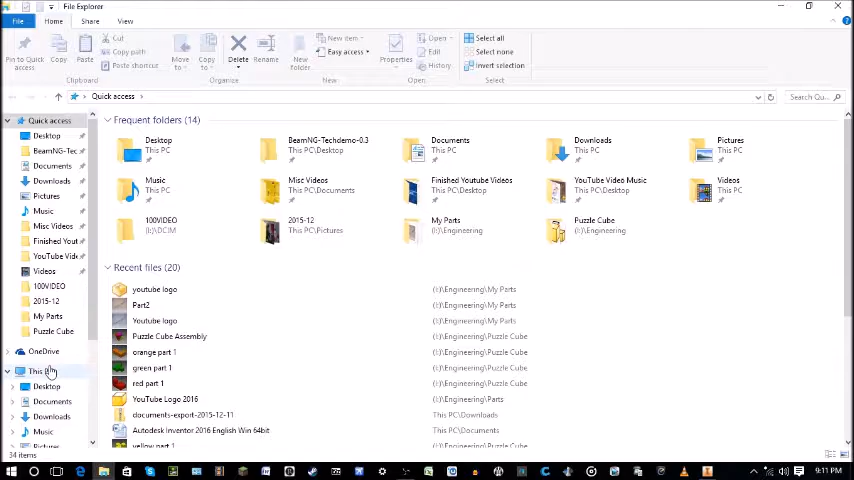 File Explorer
File Home Share View
Pin to Quick access
Copy
Paste
Cut
Copy path
Paste shortcut
Clipboard
Move to
Copy to
Delete
Rename
Organize
New folder
New item
Easy access
New
Properties
Open
Edit
History
Open
Select all
Select none
Invert selection
Select
Quick access
Search Qu...
Quick access
Desktop
BeamNG-Tec
Documents
Downloads
Pictures
Music
Misc Videos
Finished Yout
YouTube Vide
Videos
100VIDEO
2015-12
My Parts
Puzzle Cube
OneDrive
This
Desktop
Documents
Downloads
Music
Pictures
Frequent folders (14)
Desktop
This PC
BeamNG-Techdemo-0.3
This PC\Desktop
Documents
This PC
Downloads
This PC
Pictures
This PC
Music
This PC
Misc Videos
This PC\Documents
Finished Youtube Videos
This PC\Desktop
YouTube Video Music
This PC\Desktop
Videos
This PC
100VIDEO
(I:)\DCIM
2015-12
This PC\Pictures
My Parts
(I:)\Engineering
Puzzle Cube
(I:)\Engineering
Recent files (20)
youtube logo (I:)\Engineering\My Parts
Part2 (I:)\Engineering\My Parts
Youtube logo (I:)\Engineering\My Parts
Puzzle Cube Assembly (I:)\Engineering\Puzzle Cube
orange part 1 (I:)\Engineering\Puzzle Cube
green part 1 (I:)\Engineering\Puzzle Cube
red part 1 (I:)\Engineering\Puzzle Cube
YouTube Logo 2016 (I:)\Engineering\Parts
documents-export-2015-12-11 This PC\Downloads
Autodesk Inventor 2016 English Win 64bit This PC\Documents
yellow part 1 (I:)\Engineering\Puzzle Cube
34 items
9:11 PM